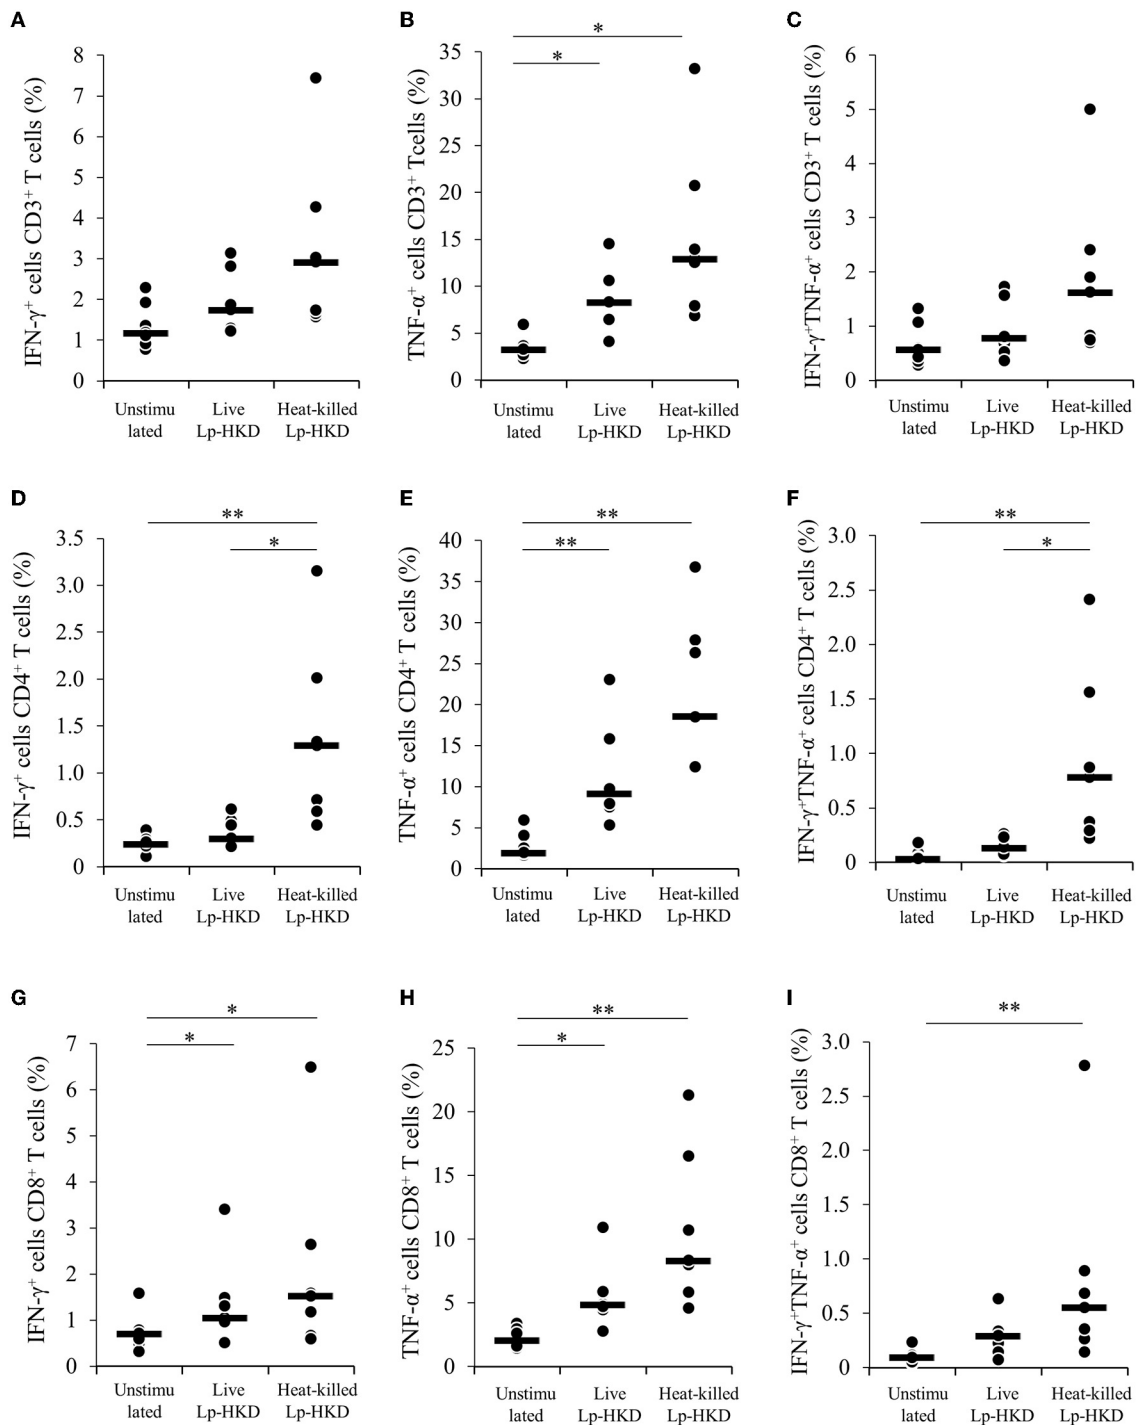 A
IFN-γ⁺ cells CD3⁺ T cells (%)
8
7
6
5
4
3
2
1
0
Unstimu
lated
Live
Lp-HKD
Heat-killed
Lp-HKD
B
*
*
TNF-α⁺ cells CD3⁺ Tcells (%)
35
30
25
20
15
10
5
0
Unstimu
lated
Live
Lp-HKD
Heat-killed
Lp-HKD
C
IFN-γ⁺TNF-α⁺ cells CD3⁺ T cells (%)
6
5
4
3
2
1
0
Unstimu
lated
Live
Lp-HKD
Heat-killed
Lp-HKD
D
**
*
IFN-γ⁺ cells CD4⁺ T cells (%)
3.5
3.0
2.5
2.0
1.5
1.0
0.5
0
Unstimu
lated
Live
Lp-HKD
Heat-killed
Lp-HKD
E
**
**
TNF-α⁺ cells CD4⁺ T cells (%)
40
35
30
25
20
15
10
5
0
Unstimu
lated
Live
Lp-HKD
Heat-killed
Lp-HKD
F
**
*
IFN-γ⁺TNF-α⁺ cells CD4⁺ T cells (%)
3.0
2.5
2.0
1.5
1.0
0.5
0
Unstimu
lated
Live
Lp-HKD
Heat-killed
Lp-HKD
G
*
*
IFN-γ⁺ cells CD8⁺ T cells (%)
7
6
5
4
3
2
1
0
Unstimu
lated
Live
Lp-HKD
Heat-killed
Lp-HKD
H
**
*
TNF-α⁺ cells CD8⁺ T cells (%)
25
20
15
10
5
0
Unstimu
lated
Live
Lp-HKD
Heat-killed
Lp-HKD
I
**
IFN-γ⁺TNF-α⁺ cells CD8⁺ T cells (%)
3.0
2.5
2.0
1.5
1.0
0.5
0
Unstimu
lated
Live
Lp-HKD
Heat-killed
Lp-HKD